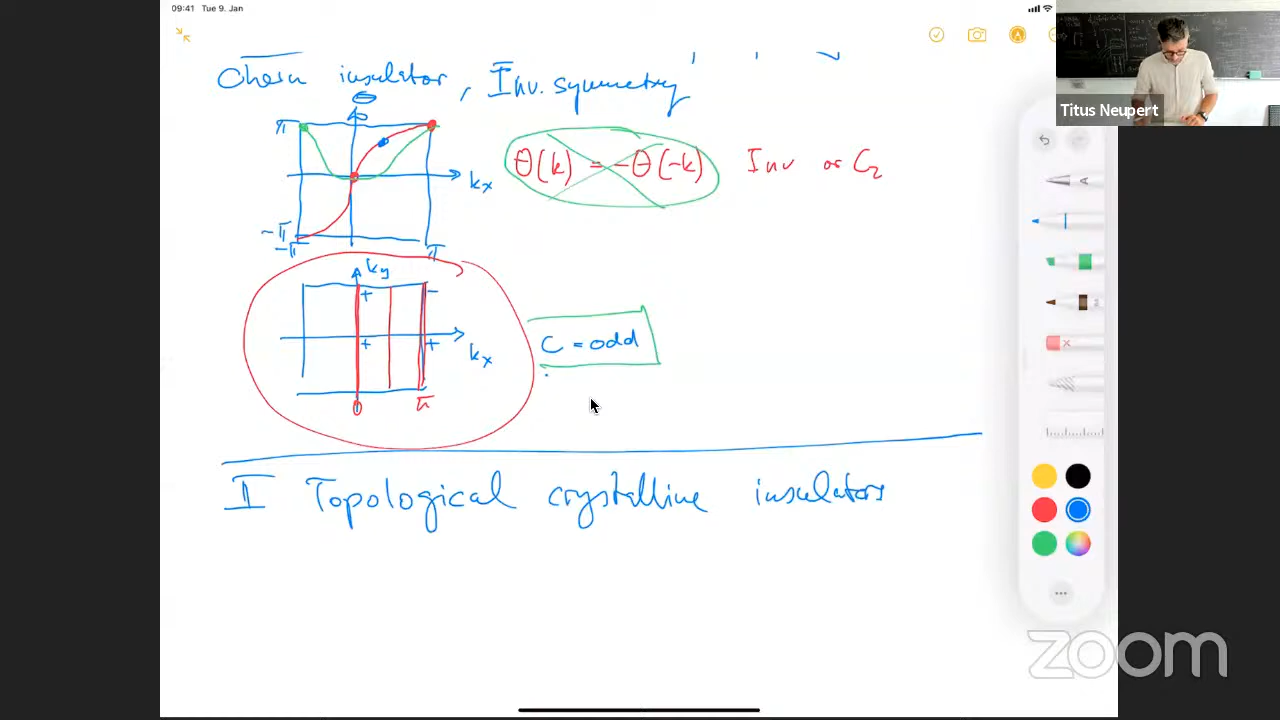 09:41 Tue 9. Jan
Chern insulator, Inv. symmetry
Titus Neupert
θ
π
θ(k) = -θ(-k) Inv or C₂
kx
-π
-π π
ky
+ -
C = odd
+ +
kx
0 π
II Topological crystalline insulators
zoom